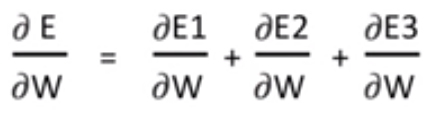 ∂E/∂W = ∂E1/∂W + ∂E2/∂W + ∂E3/∂W